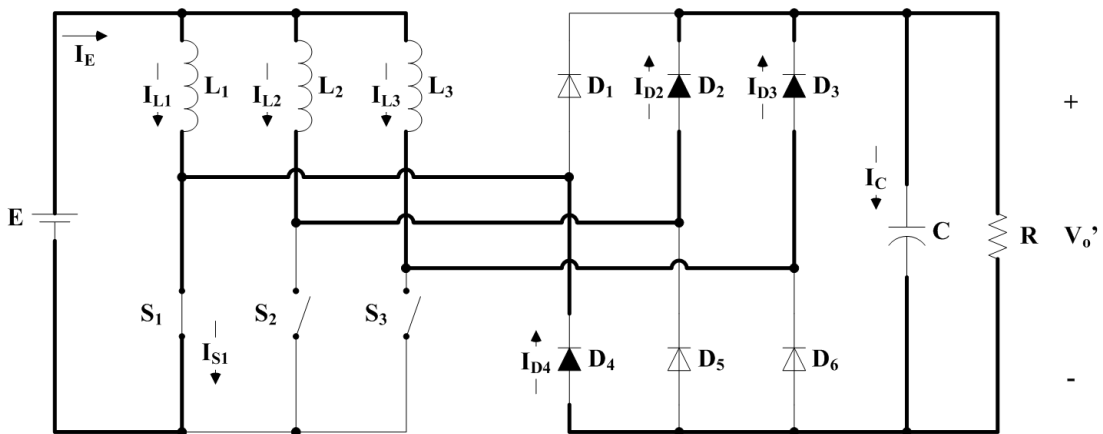 I_E
I_L1
L_1
I_L2
L_2
I_L3
L_3
D_1
I_D2
D_2
I_D3
D_3
+
E
I_C
C
R
V_o’
S_1
S_2
S_3
I_S1
I_D4
D_4
D_5
D_6
-